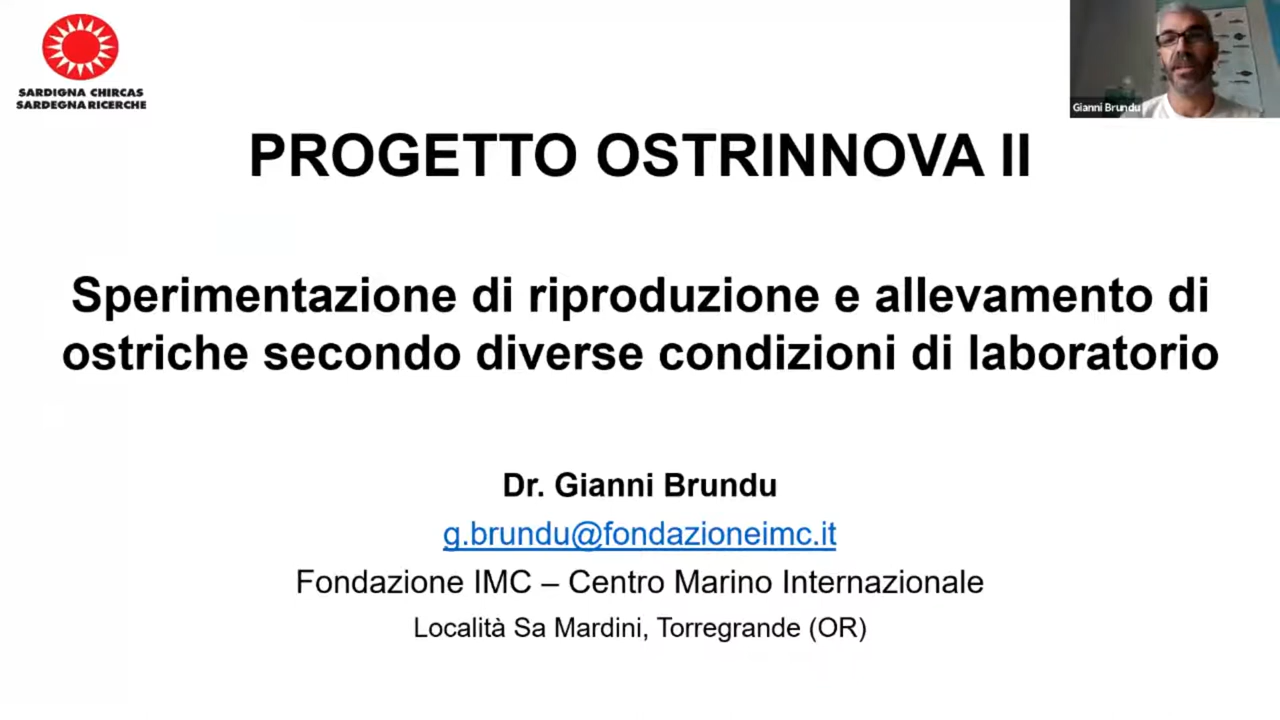 SARDIGNA CHIRCAS
SARDEGNA RICERCHE
Gianni Brundu
PROGETTO OSTRINNOVA II
Sperimentazione di riproduzione e allevamento di
ostriche secondo diverse condizioni di laboratorio
Dr. Gianni Brundu
g.brundu@fondazioneimc.it
Fondazione IMC – Centro Marino Internazionale
Località Sa Mardini, Torregrande (OR)